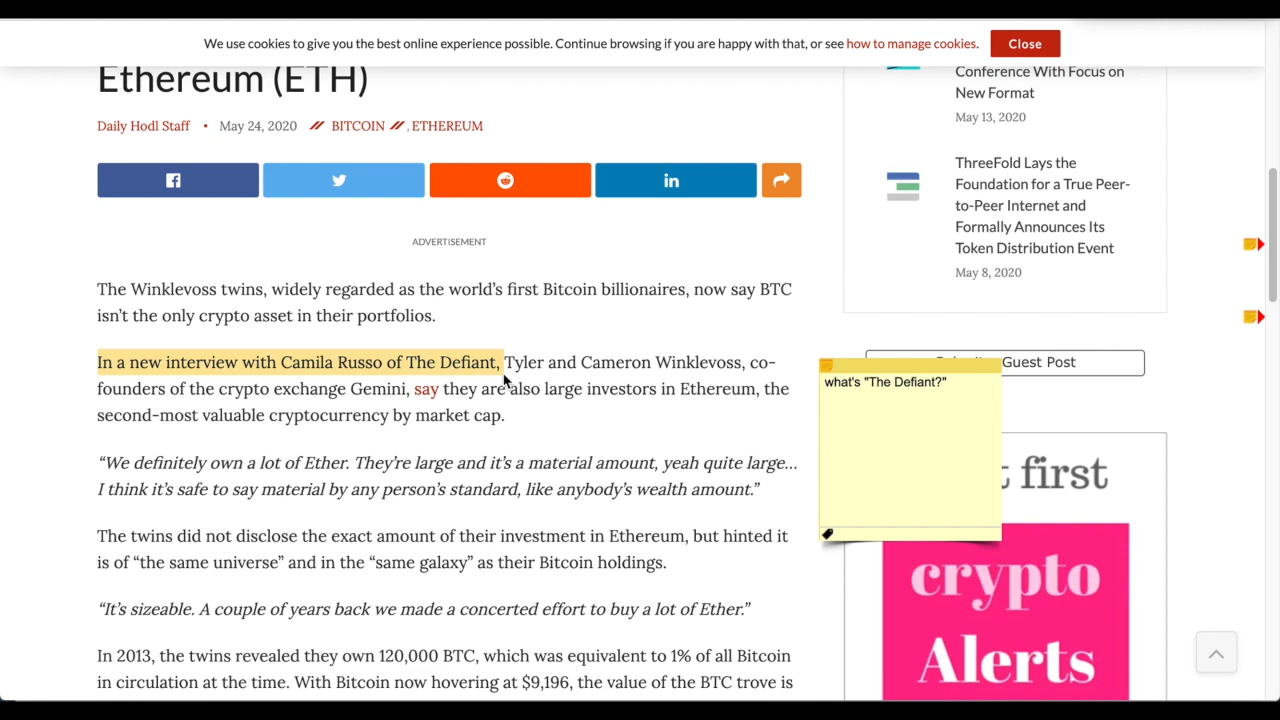 We use cookies to give you the best online experience possible. Continue browsing if you are happy with that, or see how to manage cookies.
Close
Ethereum (ETH)
Daily Hodl Staff • May 24, 2020 // BITCOIN // , ETHEREUM
ADVERTISEMENT
The Winklevoss twins, widely regarded as the world’s first Bitcoin billionaires, now say BTC
isn’t the only crypto asset in their portfolios.
In a new interview with Camila Russo of The Defiant, Tyler and Cameron Winklevoss, co-
founders of the crypto exchange Gemini, say they are also large investors in Ethereum, the
second-most valuable cryptocurrency by market cap.
“We definitely own a lot of Ether. They’re large and it’s a material amount, yeah quite large…
I think it’s safe to say material by any person’s standard, like anybody’s wealth amount.”
The twins did not disclose the exact amount of their investment in Ethereum, but hinted it
is of “the same universe” and in the “same galaxy” as their Bitcoin holdings.
“It’s sizeable. A couple of years back we made a concerted effort to buy a lot of Ether.”
In 2013, the twins revealed they own 120,000 BTC, which was equivalent to 1% of all Bitcoin
in circulation at the time. With Bitcoin now hovering at $9,196, the value of the BTC trove is
Conference With Focus on
New Format
May 13, 2020
ThreeFold Lays the
Foundation for a True Peer-
to-Peer Internet and
Formally Announces Its
Token Distribution Event
May 8, 2020
Guest Post
what's "The Defiant?"
first
crypto
Alerts